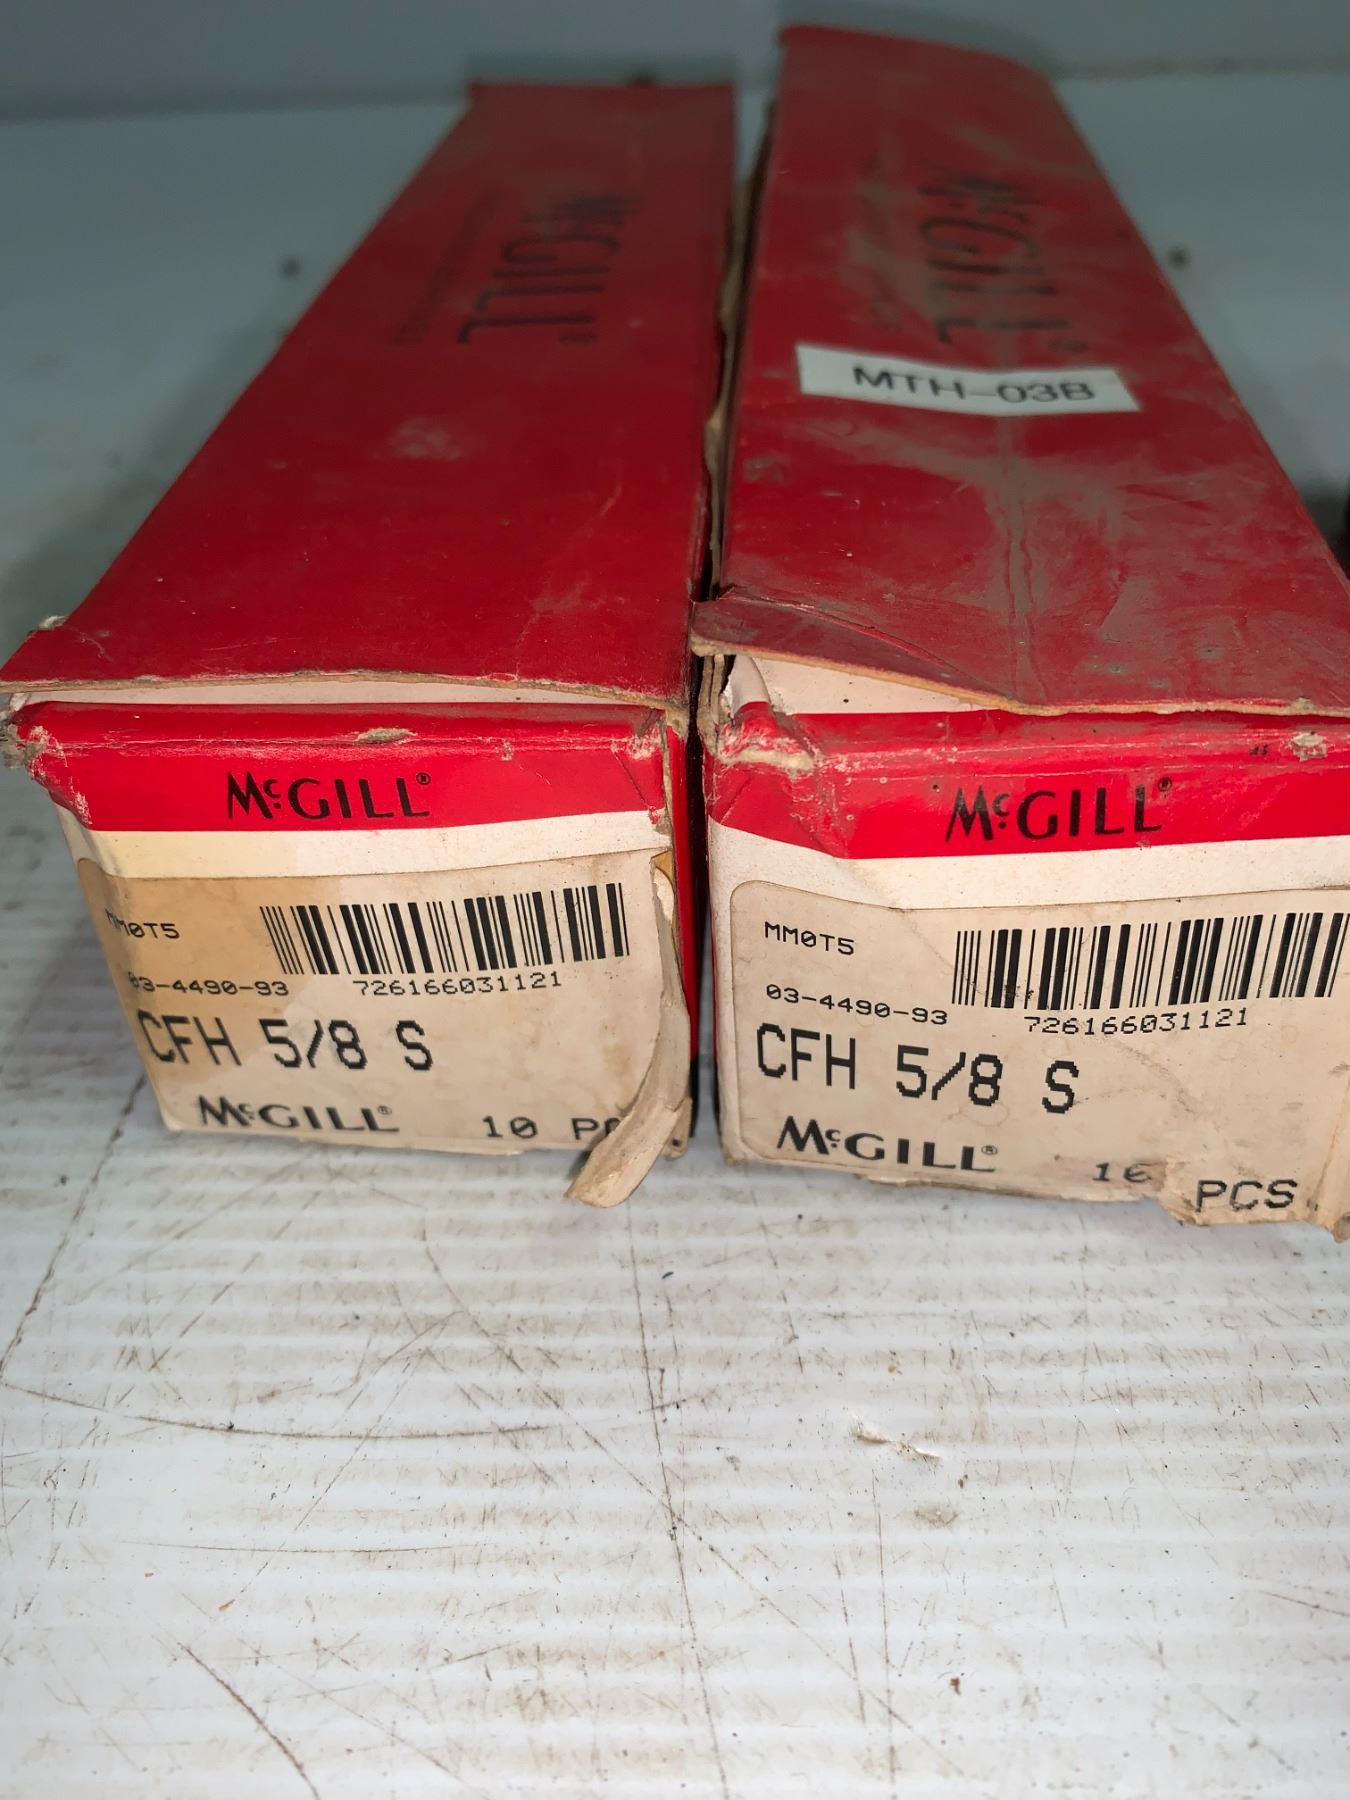 McGILL®
McGILL®
MTH-03B
McGILL®
MM0T5
03-4490-93
726166031121
CFH 5/8 S
McGILL®
10
McGILL®
MM0T5
03-4490-93
726166031121
CFH 5/8 S
McGILL®
PCS.